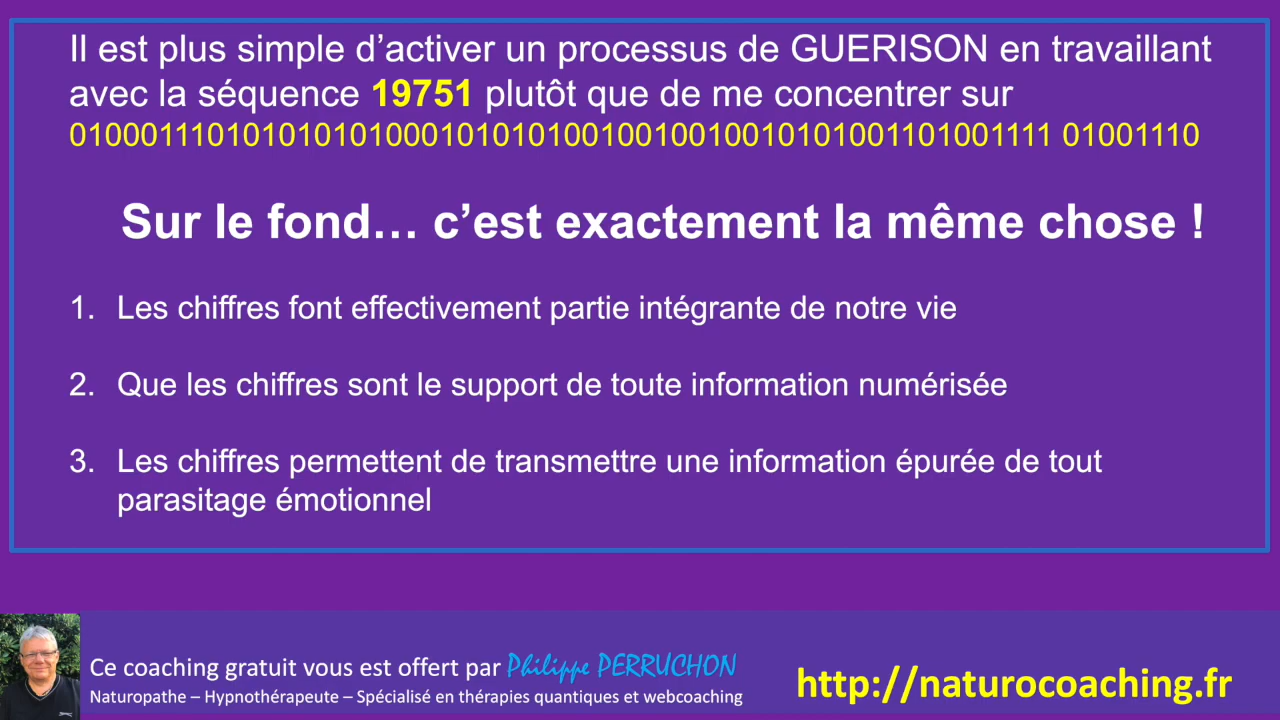 Il est plus simple d’activer un processus de GUERISON en travaillant
avec la séquence 19751 plutôt que de me concentrer sur
0100011101010101010001010101001001001001010100110100​1111 01001110
Sur le fond… c’est exactement la même chose !
1. Les chiffres font effectivement partie intégrante de notre vie
2. Que les chiffres sont le support de toute information numérisée
3. Les chiffres permettent de transmettre une information épurée de tout
parasitage émotionnel
Ce coaching gratuit vous est offert par Philippe PERRUCHON
Naturopathe – Hypnothérapeute – Spécialisé en thérapies quantiques et webcoaching
http://naturocoaching.fr